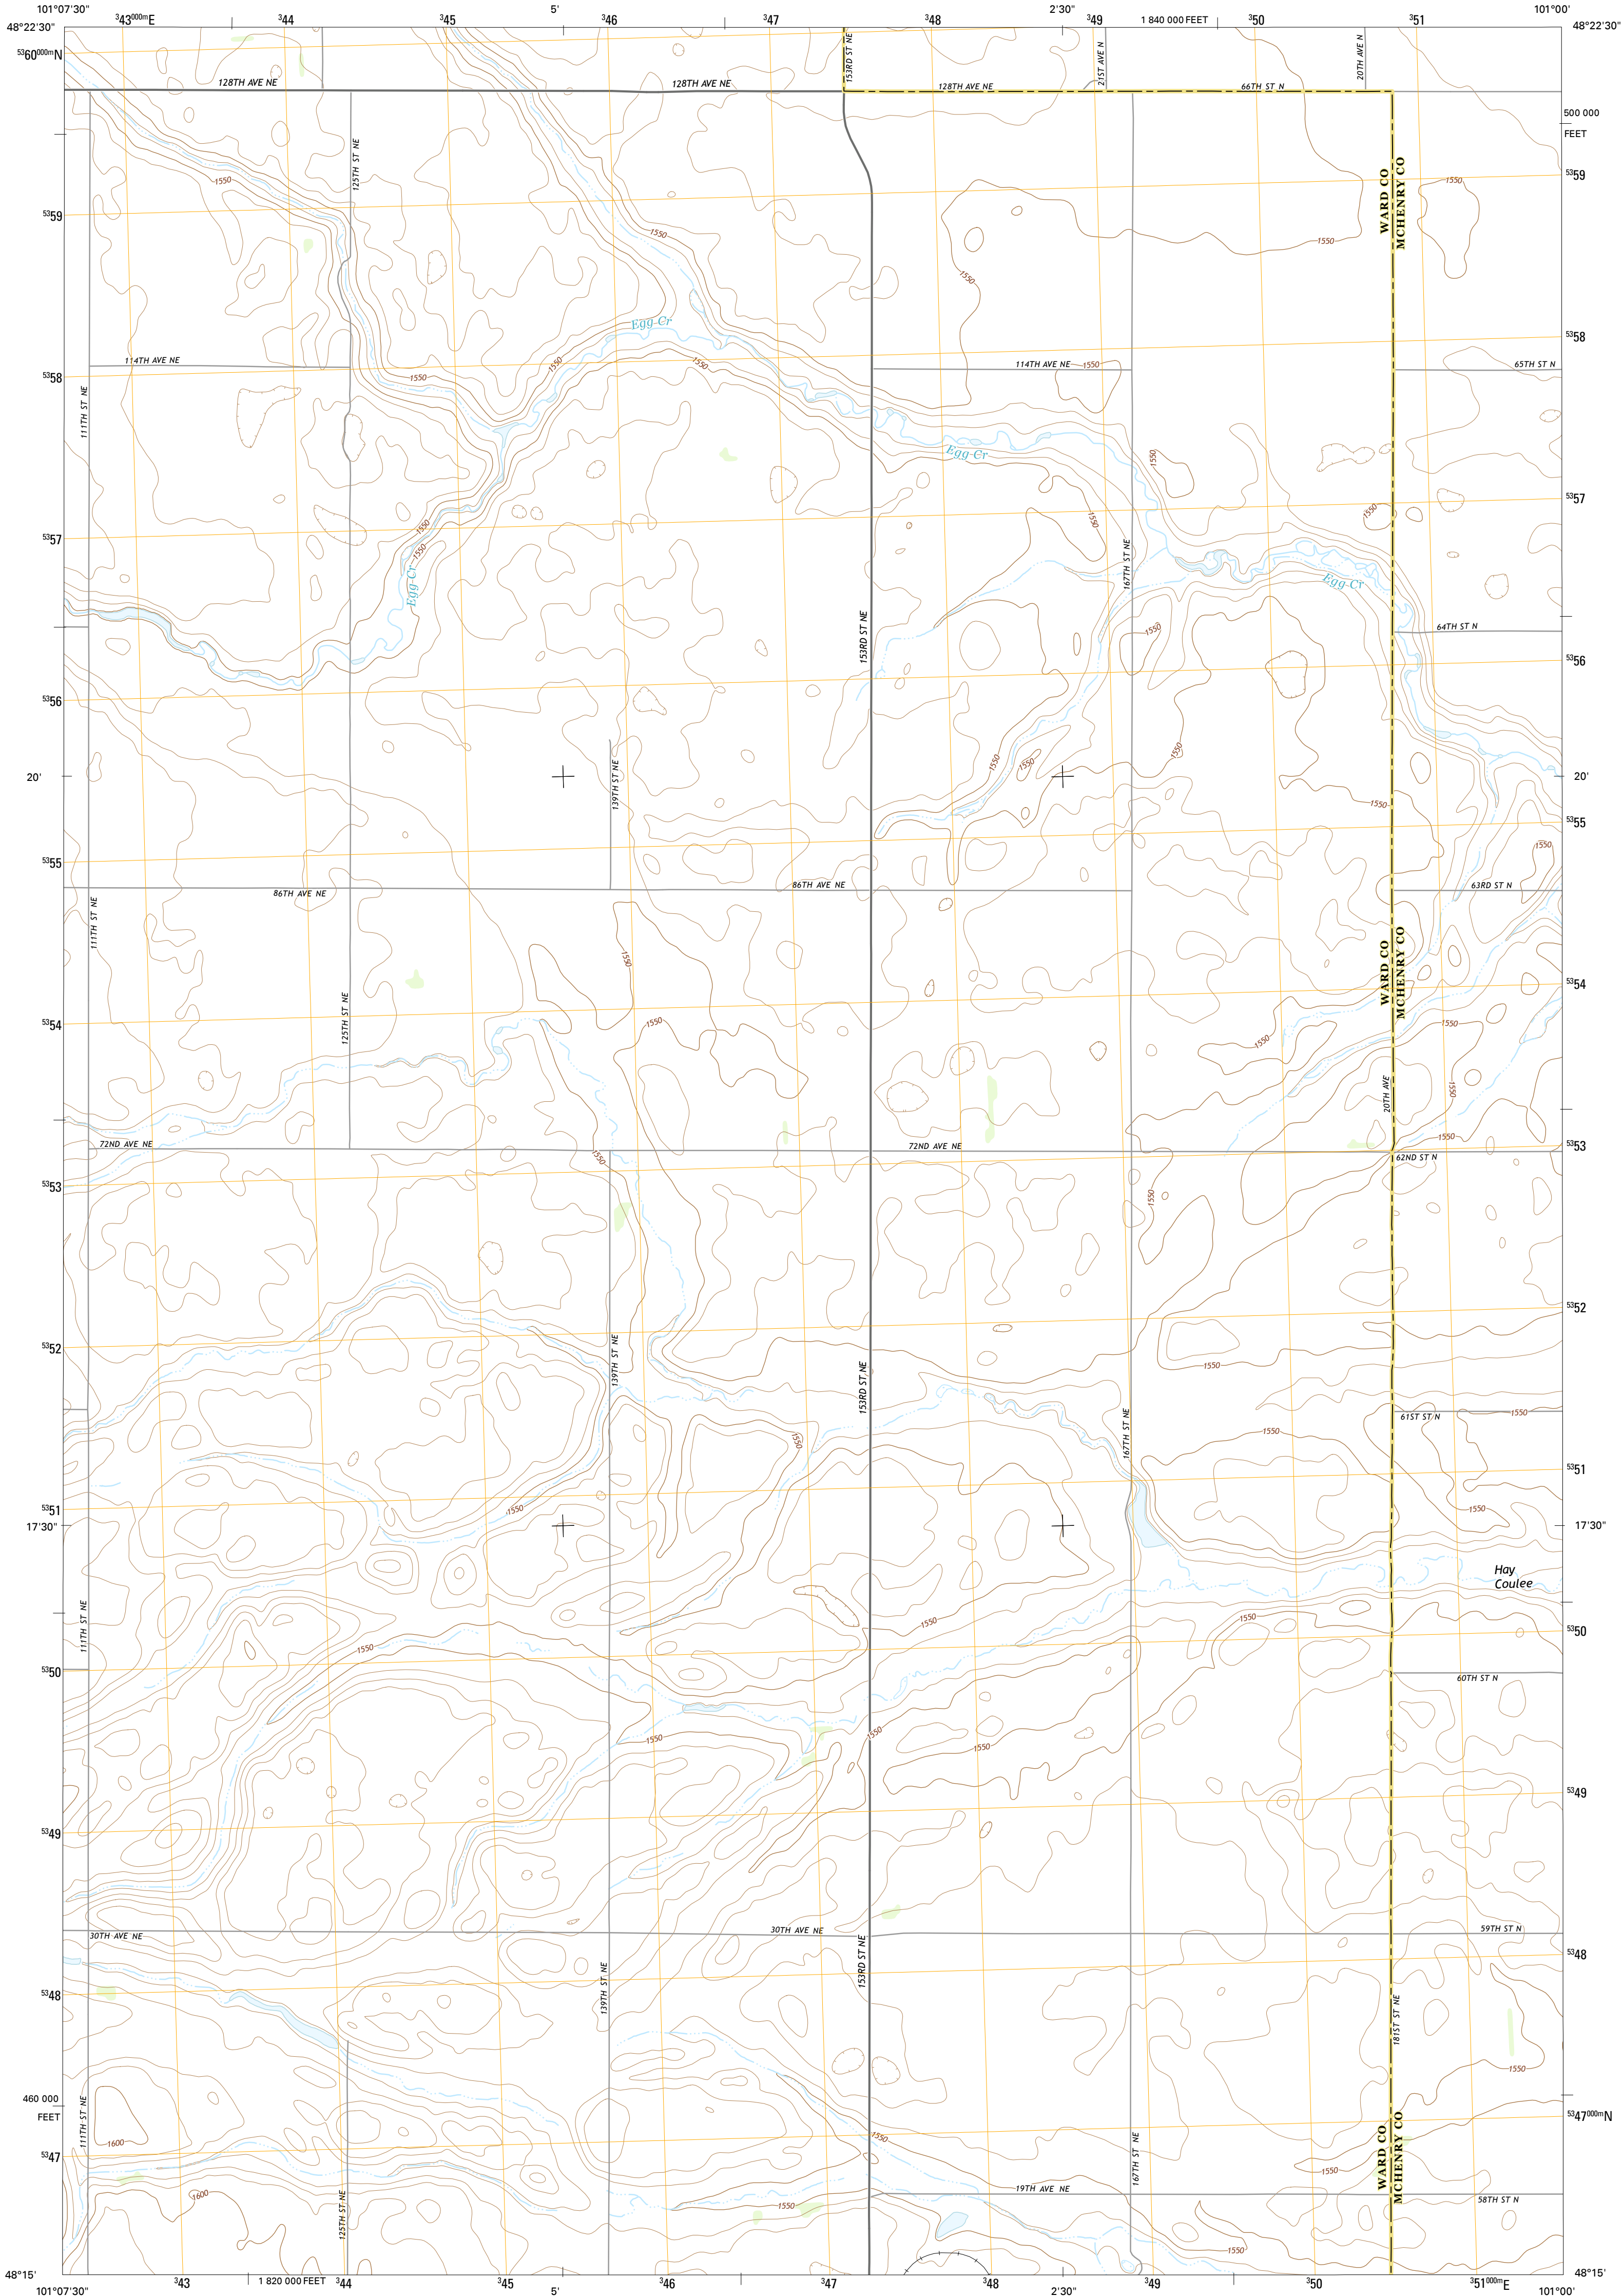 101°07'30"
³43⁰⁰⁰ᵐE
³44
³45
5'
³46
³47
³48
2'30"
³49
1 840 000 FEET
³50
³51
101°00'
48°22'30"
48°22'30"
⁵³60⁰⁰⁰ᵐN
153RD ST NE
21ST AVE N
20TH AVE N
128TH AVE NE
128TH AVE NE
128TH AVE NE
66TH ST N
500 000
FEET
125TH ST NE
1550
1550
⁵³59
WARD CO
MCHENRY CO
⁵³59
1550
1550
1550
Egg Cr
⁵³58
114TH AVE NE
1550
1550
1550
114TH AVE NE
1550
65TH ST N
⁵³58
111TH ST NE
Egg Cr
1550
⁵³57
1550
1550
1550
1550
⁵³57
Egg Cr
167TH ST NE
Egg Cr
153RD ST NE
1550
64TH ST N
⁵³56
⁵³56
1550
1550
1550
20'
20'
139TH ST NE
1550
⁵³55
1550
⁵³55
86TH AVE NE
86TH AVE NE
63RD ST N
111TH ST NE
1550
WARD CO
MCHENRY CO
⁵³54
125TH ST NE
1550
1550
1550
⁵³54
20TH AVE
1550
72ND AVE NE
72ND AVE NE
1550
⁵³53
1550
62ND ST N
⁵³53
1550
⁵³52
⁵³52
139TH ST NE
153RD ST NE
1550
167TH ST NE
61ST ST N
1550
1550
1550
⁵³51
⁵³51
1550
1550
17'30"
17'30"
Hay
Coulee
111TH ST NE
1550
1550
1550
⁵³50
⁵³50
60TH ST N
1550
1550
1550
⁵³49
⁵³49
30TH AVE NE
30TH AVE NE
59TH ST N
153RD ST NE
⁵³48
139TH ST NE
⁵³48
181ST ST NE
1550
460 000
FEET
111TH ST NE
1600
1550
WARD CO
MCHENRY CO
⁵³47⁰⁰⁰ᵐN
⁵³47
167TH ST NE
1550
1600
125TH ST NE
1550
19TH AVE NE
58TH ST N
1550
48°15'
48°15'
101°07'30"
³43
1 820 000 FEET
³44
³45
5'
³46
³47
³48
2'30"
³49
³50
³51⁰⁰⁰ᵐE
101°00'